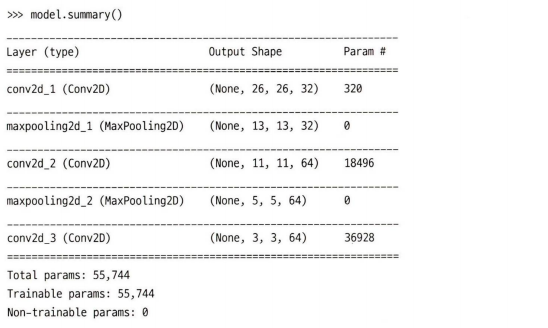 >>> model.summary()
________________________________________________________________
Layer (type) Output Shape Param #
================================================================
conv2d_1 (Conv2D) (None, 26, 26, 32) 320
________________________________________________________________
maxpooling2d_1 (MaxPooling2D) (None, 13, 13, 32) 0
________________________________________________________________
conv2d_2 (Conv2D) (None, 11, 11, 64) 18496
________________________________________________________________
maxpooling2d_2 (MaxPooling2D) (None, 5, 5, 64) 0
________________________________________________________________
conv2d_3 (Conv2D) (None, 3, 3, 64) 36928
================================================================
Total params: 55,744
Trainable params: 55,744
Non-trainable params: 0